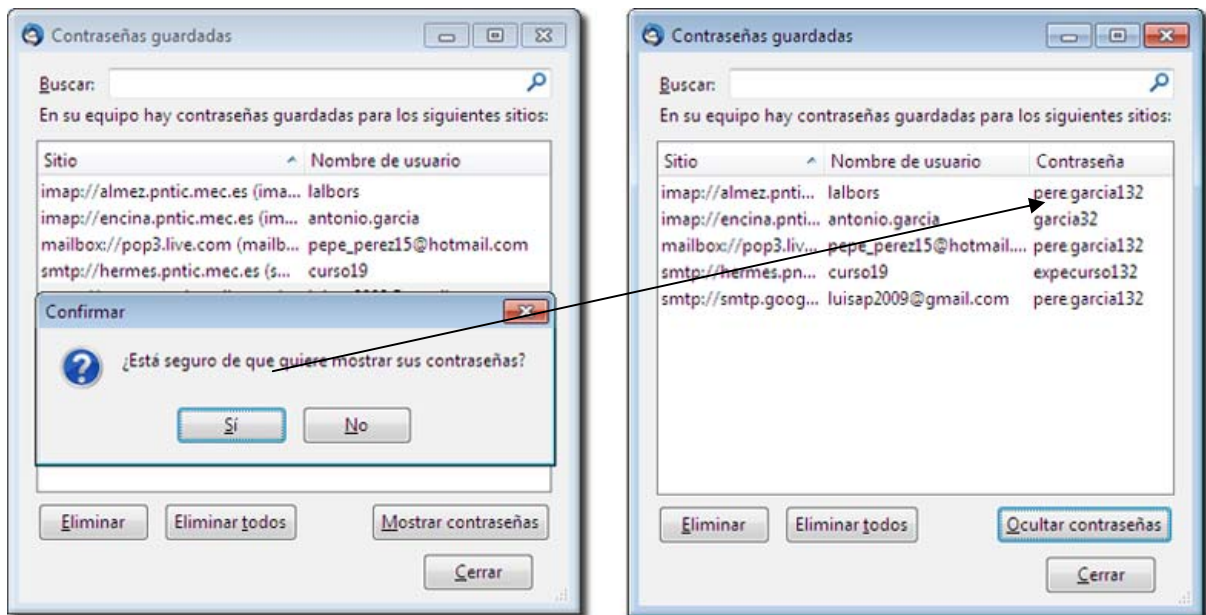 Contraseñas guardadas
Buscar:
En su equipo hay contraseñas guardadas para los siguientes sitios:
Sitio Nombre de usuario
imap://almez.pntic.mec.es (ima... lalbors
imap://encina.pntic.mec.es (im... antonio.garcia
mailbox://pop3.live.com (mailb... pepe_perez15@hotmail.com
smtp://hermes.pntic.mec.es (s... curso19
Confirmar
¿Está seguro de que quiere mostrar sus contraseñas?
Sí No
Eliminar Eliminar todos Mostrar contraseñas
Cerrar
Contraseñas guardadas
Buscar:
En su equipo hay contraseñas guardadas para los siguientes sitios:
Sitio Nombre de usuario Contraseña
imap://almez.pnti... lalbors pere garcia132
imap://encina.pnti... antonio.garcia garcia32
mailbox://pop3.liv... pepe_perez15@hotmail.... pere garcia132
smtp://hermes.pn... curso19 expecurso132
smtp://smtp.goog... luisap2009@gmail.com pere garcia132
Eliminar Eliminar todos Ocultar contraseñas
Cerrar